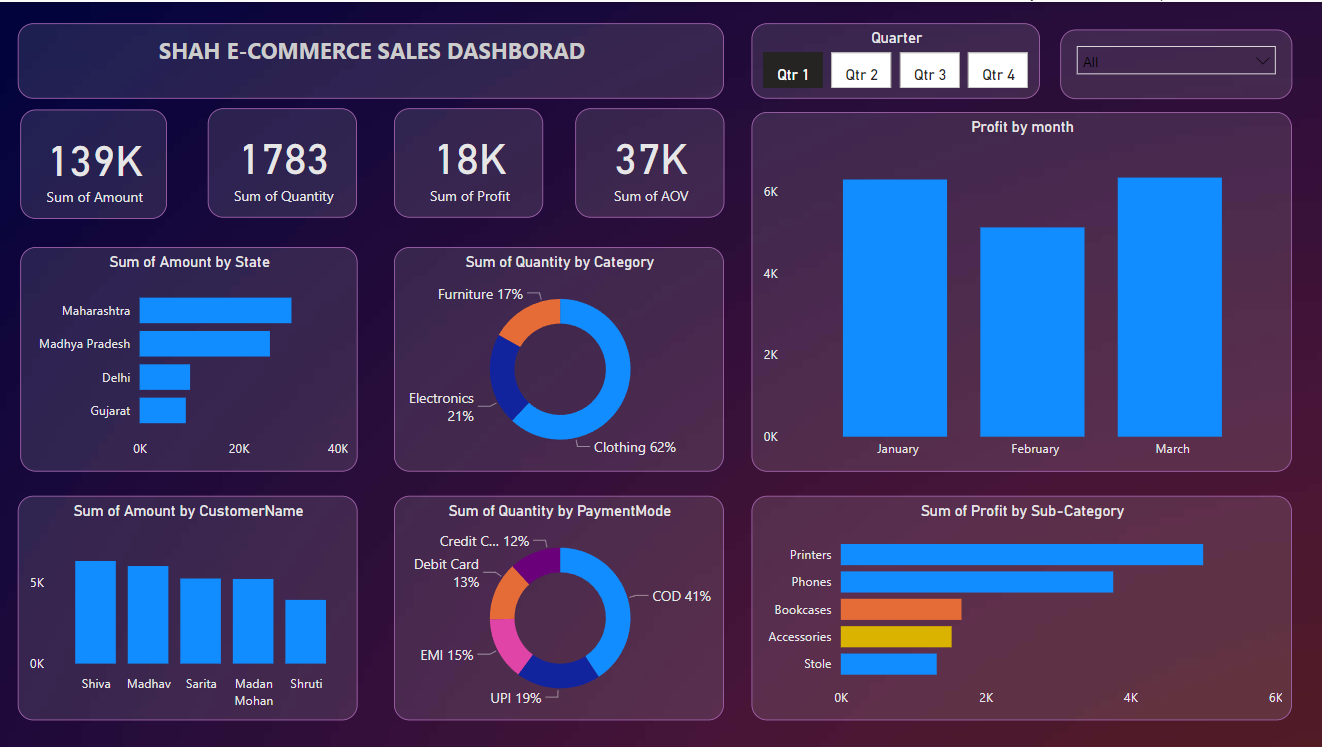 SHAH E-COMMERCE SALES DASHBORAD
Quarter
Qtr 1
Qtr 2
Qtr 3
Qtr 4
All
139K
Sum of Amount
1783
Sum of Quantity
18K
Sum of Profit
37K
Sum of AOV
Profit by month
6K
4K
2K
0K
January
February
March
Sum of Amount by State
Maharashtra
Madhya Pradesh
Delhi
Gujarat
0K
20K
40K
Sum of Quantity by Category
Furniture 17%
Electronics
21%
Clothing 62%
Sum of Amount by CustomerName
5K
0K
Shiva
Madhav
Sarita
Madan
Mohan
Shruti
Sum of Quantity by PaymentMode
Credit C... 12%
Debit Card
13%
COD 41%
EMI 15%
UPI 19%
Sum of Profit by Sub-Category
Printers
Phones
Bookcases
Accessories
Stole
0K
2K
4K
6K